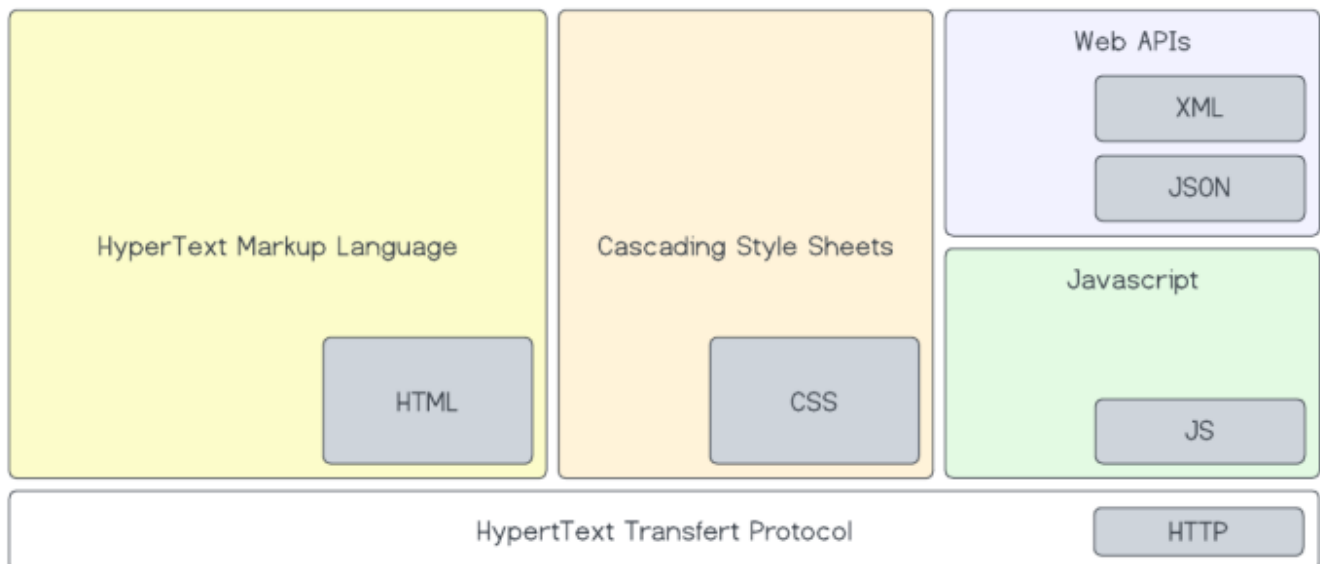 HyperText Markup Language
HTML
Cascading Style Sheets
CSS
Web APIs
XML
JSON
Javascript
JS
HypertText Transfert Protocol
HTTP